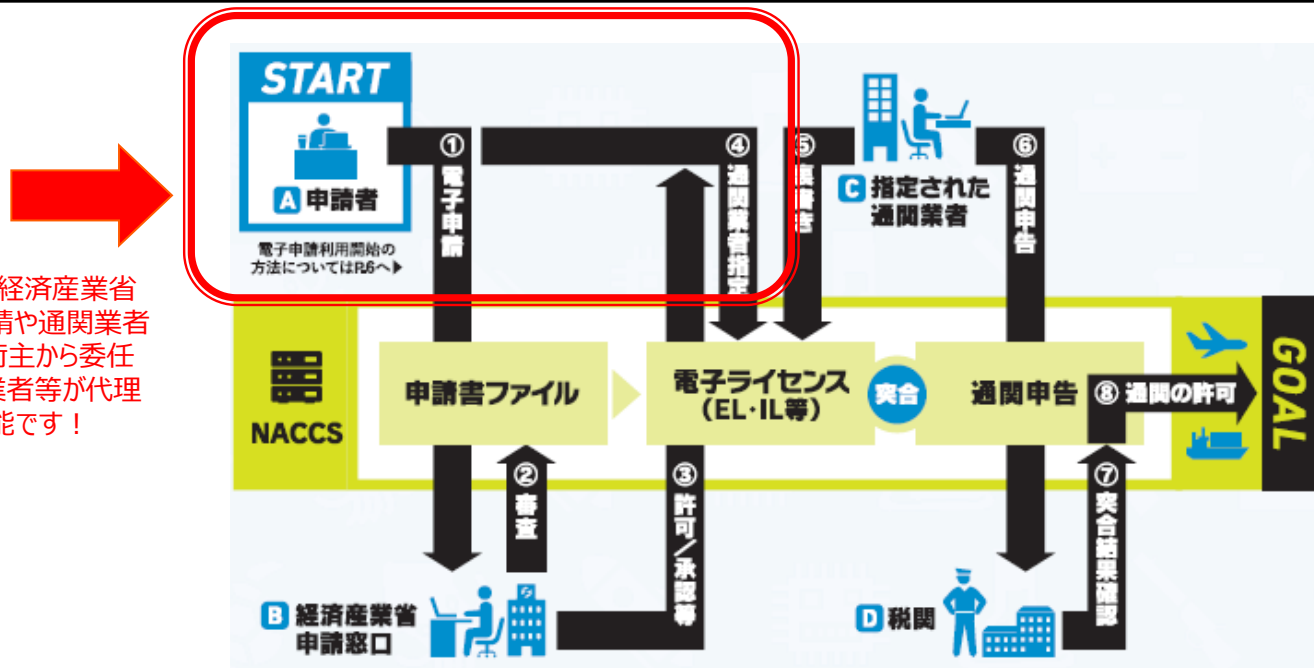 START
A 申請者
電子申請利用開始の
方法についてはP.6へ▶
経済産業省
請や通関業者
主から委任
業者等が代理
能です！
① 電子申請
④ 通関業者指定
⑤ 裏書き
⑥ 通関申告
C 指定された
通関業者
NACCS
申請書ファイル
電子ライセンス
（EL・IL等）
突合
通関申告
⑧ 通関の許可
GOAL
② 審査
③ 許可／承認等
⑦ 突合結果確認
B 経済産業省
申請窓口
D 税関